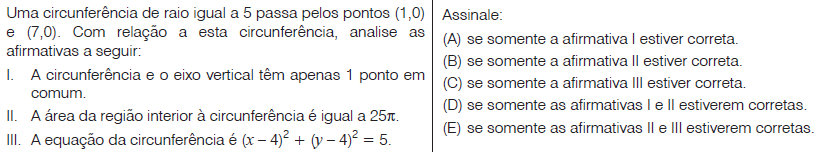 Uma circunferência de raio igual a 5 passa pelos pontos (1,0)
e (7,0). Com relação a esta circunferência, analise as
afirmativas a seguir:
I. A circunferência e o eixo vertical têm apenas 1 ponto em
comum.
II. A área da região interior à circunferência é igual a 25π.
III. A equação da circunferência é (x – 4)² + (y – 4)² = 5.
Assinale:
(A) se somente a afirmativa I estiver correta.
(B) se somente a afirmativa II estiver correta.
(C) se somente a afirmativa III estiver correta.
(D) se somente as afirmativas I e II estiverem corretas.
(E) se somente as afirmativas II e III estiverem corretas.